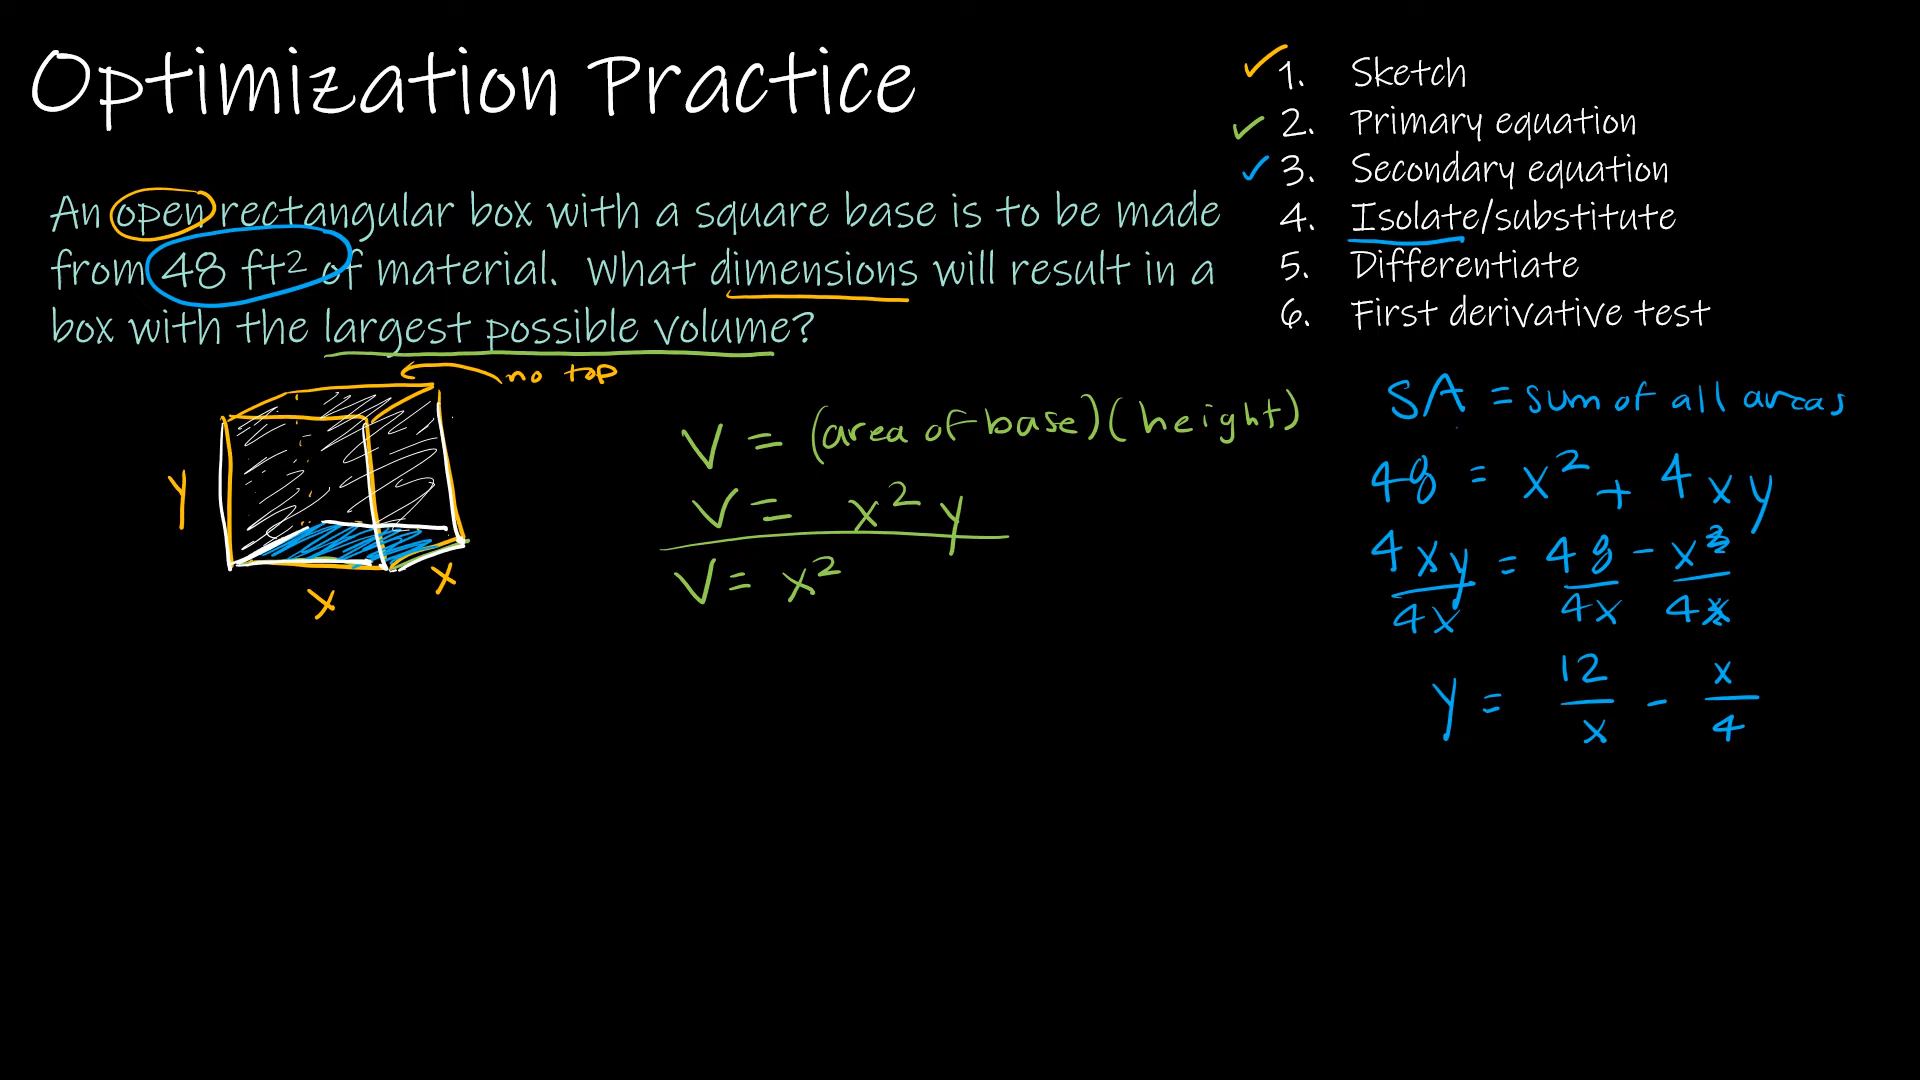 Optimization Practice
1. Sketch
2. Primary equation
3. Secondary equation
4. Isolate/substitute
5. Differentiate
6. First derivative test
An open rectangular box with a square base is to be made
from 48 ft² of material. What dimensions will result in a
box with the largest possible volume?
no top
y
x
x
V = (area of base)(height)
V = x² y
V = x²
SA = sum of all areas
48 = x² + 4xy
4xy/4x = 48/4x - x²/4x
y = 12/x - x/4